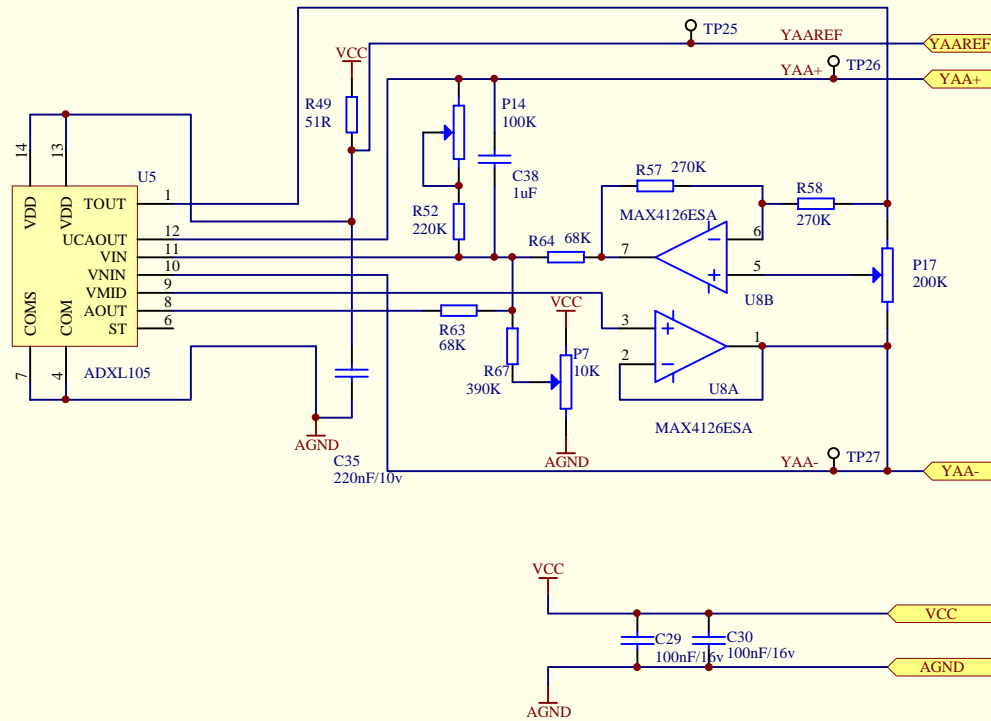 TP25
YAAREF
YAAREF
VCC
YAA+
TP26
YAA+
R49
51R
P14
100K
14
13
U5
C38
1uF
R57
270K
R58
270K
VDD
VDD
TOUT
1
R52
220K
MAX4126ESA
UCAOUT
12
R64
68K
7
6
VIN
11
VNIN
10
5
P17
200K
VMID
9
U8B
COMS
COM
AOUT
8
VCC
3
1
ST
6
R63
68K
2
R67
390K
P7
10K
7
4
ADXL105
U8A
MAX4126ESA
AGND
AGND
C35
220nF/10v
YAA-
TP27
YAA-
VCC
VCC
C29
100nF/16v
C30
100nF/16v
AGND
AGND